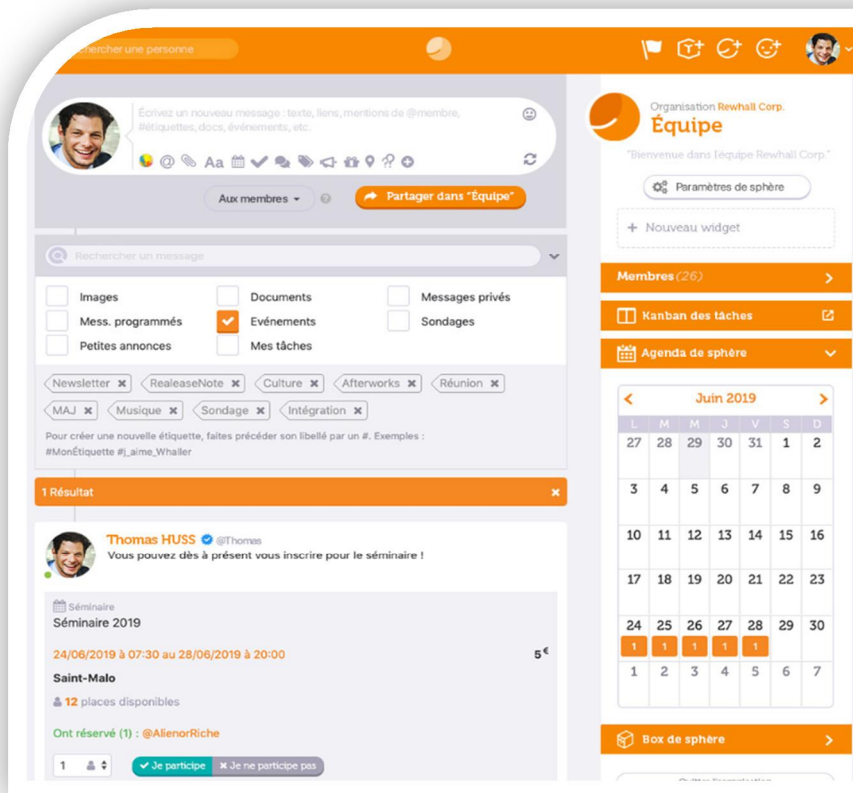 chercher une personne
Écrivez un nouveau message : texte, liens, mentions de @membre,
#étiquettes, docs, événements, etc.
Aa
Aux membres
Partager dans "Équipe"
Rechercher un message
Images
Documents
Messages privés
Mess. programmés
Evénements
Sondages
Petites annonces
Mes tâches
Newsletter x RealeaseNote x Culture x Afterworks x Réunion x
MAJ x Musique x Sondage x Intégration x
Pour créer une nouvelle étiquette, faites précéder son libellé par un #. Exemples :
#MonÉtiquette #j_aime_Whaller
1 Résultat x
Thomas HUSS @Thomas
Vous pouvez dès à présent vous inscrire pour le séminaire !
Séminaire
Séminaire 2019
24/06/2019 à 07:30 au 28/06/2019 à 20:00
5€
Saint-Malo
12 places disponibles
Ont réservé (1) : @AlienorRiche
1
Je participe
x Je ne participe pas
Organisation Rewhall Corp.
Équipe
"Bienvenue dans l'équipe Rewhall Corp."
Paramètres de sphère
+ Nouveau widget
Membres (26)
Kanban des tâches
Agenda de sphère
Juin 2019
L M M J V S D
27 28 29 30 31 1 2
3 4 5 6 7 8 9
10 11 12 13 14 15 16
17 18 19 20 21 22 23
24 25 26 27 28 29 30
1 1 1 1 1
1 2 3 4 5 6 7
Box de sphère